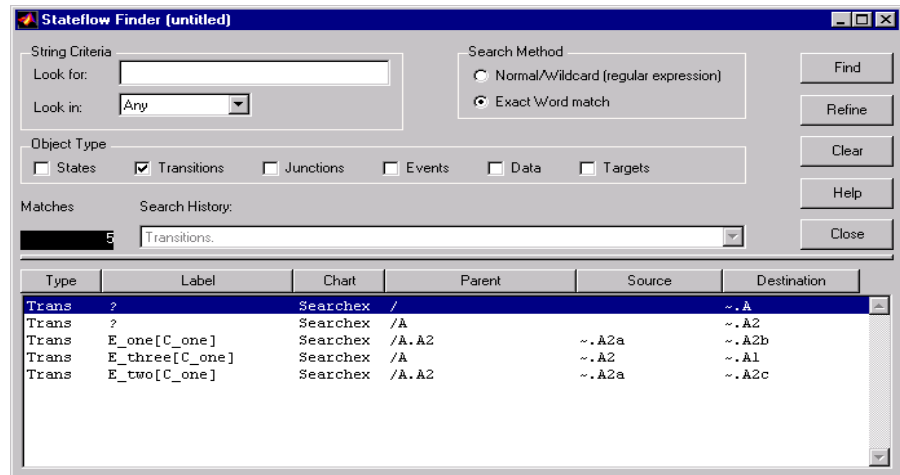 Stateflow Finder (untitled)
String Criteria
Look for:
Look in: Any
Search Method
Normal/Wildcard (regular expression)
Exact Word match
Find
Refine
Clear
Help
Close
Object Type
States Transitions Junctions Events Data Targets
Matches Search History:
5 Transitions.
Type Label Chart Parent Source Destination
Trans ? Searchex / ~.A
Trans ? Searchex /A ~.A2
Trans E_one[C_one] Searchex /A.A2 ~.A2a ~.A2b
Trans E_three[C_one] Searchex /A ~.A2 ~.A1
Trans E_two[C_one] Searchex /A.A2 ~.A2a ~.A2c